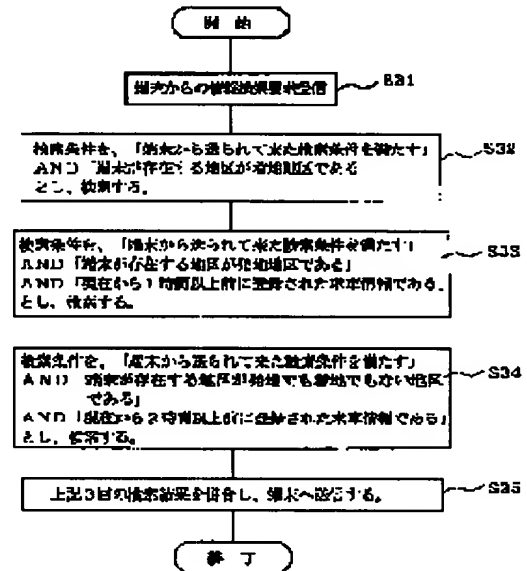 開 始
端末からの情報検索要求受信
S31
検索条件を、「端末から送られて来た検索条件を満たす」
AND「端末が存在する地区が着地地区である
とし、検索する。
S32
検索条件を、「端末から送られて来た検索条件を満たす」
AND「端末が存在する地区が発地地区である」
AND「現在から1時間以上前に登録された求車情報である」
とし、検索する。
S33
検索条件を、「端末から送られて来た検索条件を満たす」
AND「端末が存在する地区が発地でも着地でもない地区
である」
AND「現在から2時間以上前に登録された求車情報である」
とし、検索する。
S34
上記3回の検索結果を併合し、端末へ送信する。
S35
終 了